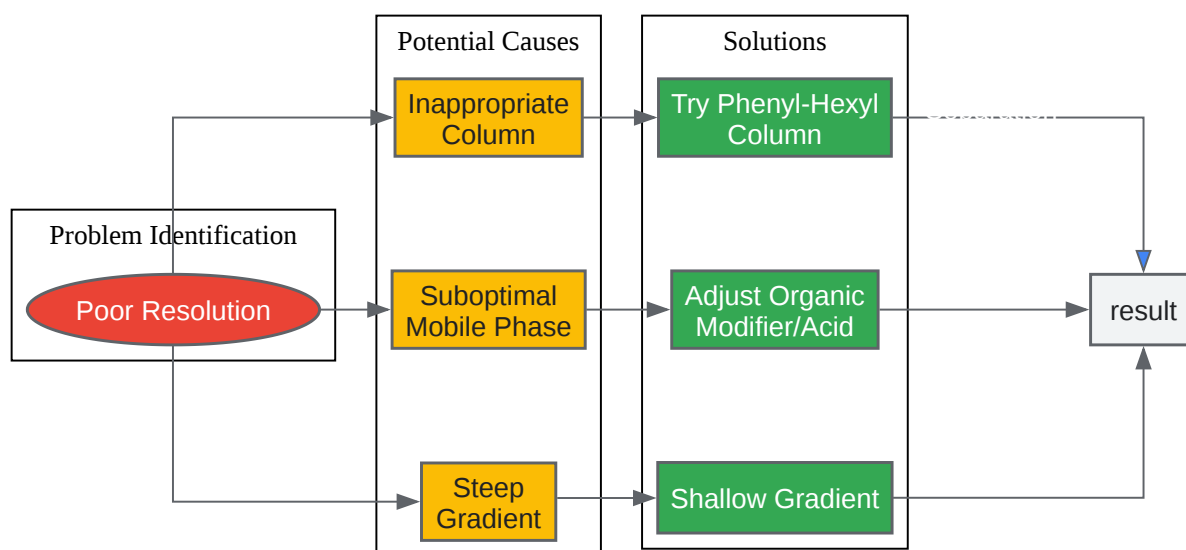 Potential Causes
Solutions
Inappropriate
Column
Try Phenyl-Hexyl
Column
Problem Identification
Poor Resolution
Suboptimal
Mobile Phase
Adjust Organic
Modifier/Acid
result
Steep
Gradient
Shallow Gradient